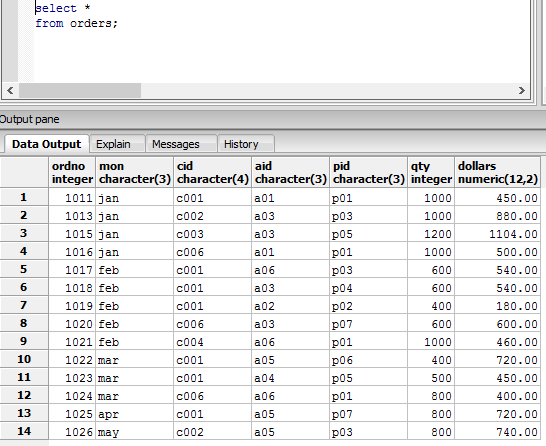 select *
from orders;
Output pane
Data Output Explain Messages History
ordno mon cid aid pid qty dollars
integer character(3) character(4) character(3) character(3) integer numeric(12,2)
1 1011 jan c001 a01 p01 1000 450.00
2 1013 jan c002 a03 p03 1000 880.00
3 1015 jan c003 a03 p05 1200 1104.00
4 1016 jan c006 a01 p01 1000 500.00
5 1017 feb c001 a06 p03 600 540.00
6 1018 feb c001 a03 p04 600 540.00
7 1019 feb c001 a02 p02 400 180.00
8 1020 feb c006 a03 p07 600 600.00
9 1021 feb c004 a06 p01 1000 460.00
10 1022 mar c001 a05 p06 400 720.00
11 1023 mar c001 a04 p05 500 450.00
12 1024 mar c006 a06 p01 800 400.00
13 1025 apr c001 a05 p07 800 720.00
14 1026 may c002 a05 p03 800 740.00